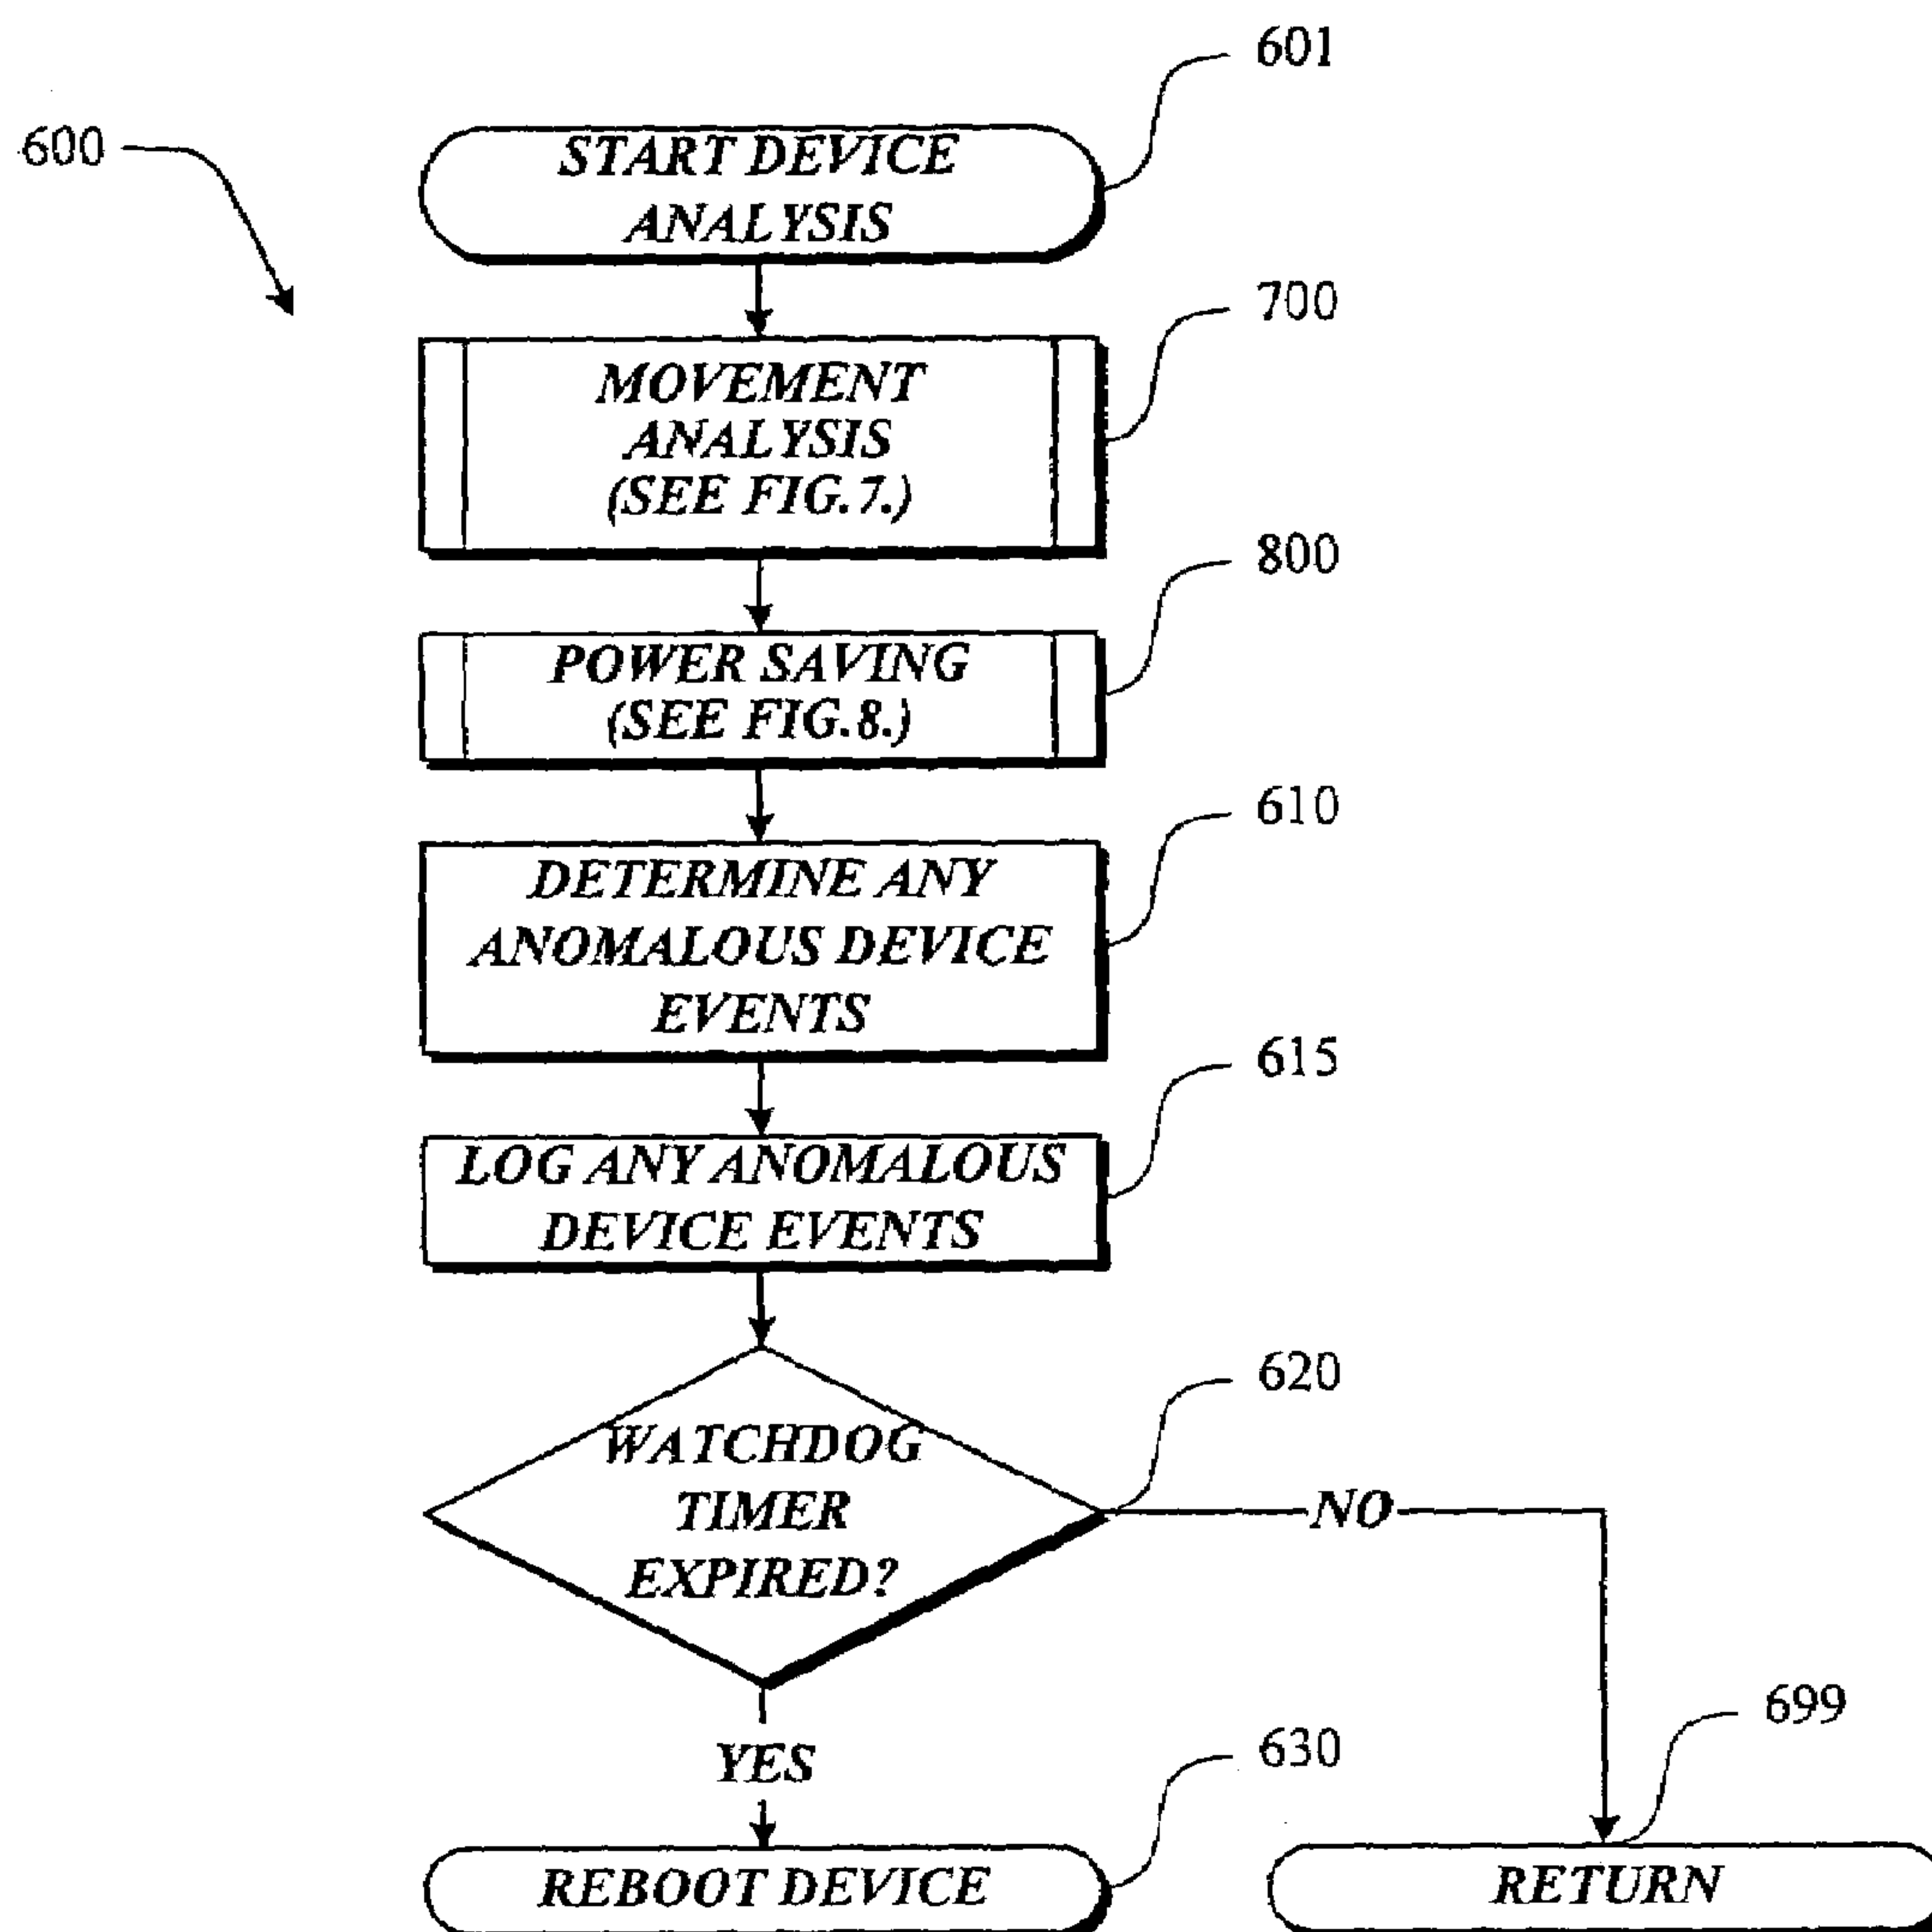 601
600
START DEVICE
ANALYSIS
700
MOVEMENT
ANALYSIS
(SEE FIG.7.)
800
POWER SAVING
(SEE FIG.8.)
610
DETERMINE ANY
ANOMALOUS DEVICE
EVENTS
615
LOG ANY ANOMALOUS
DEVICE EVENTS
620
WATCHDOG
TIMER
EXPIRED?
NO
YES
699
630
REBOOT DEVICE
RETURN